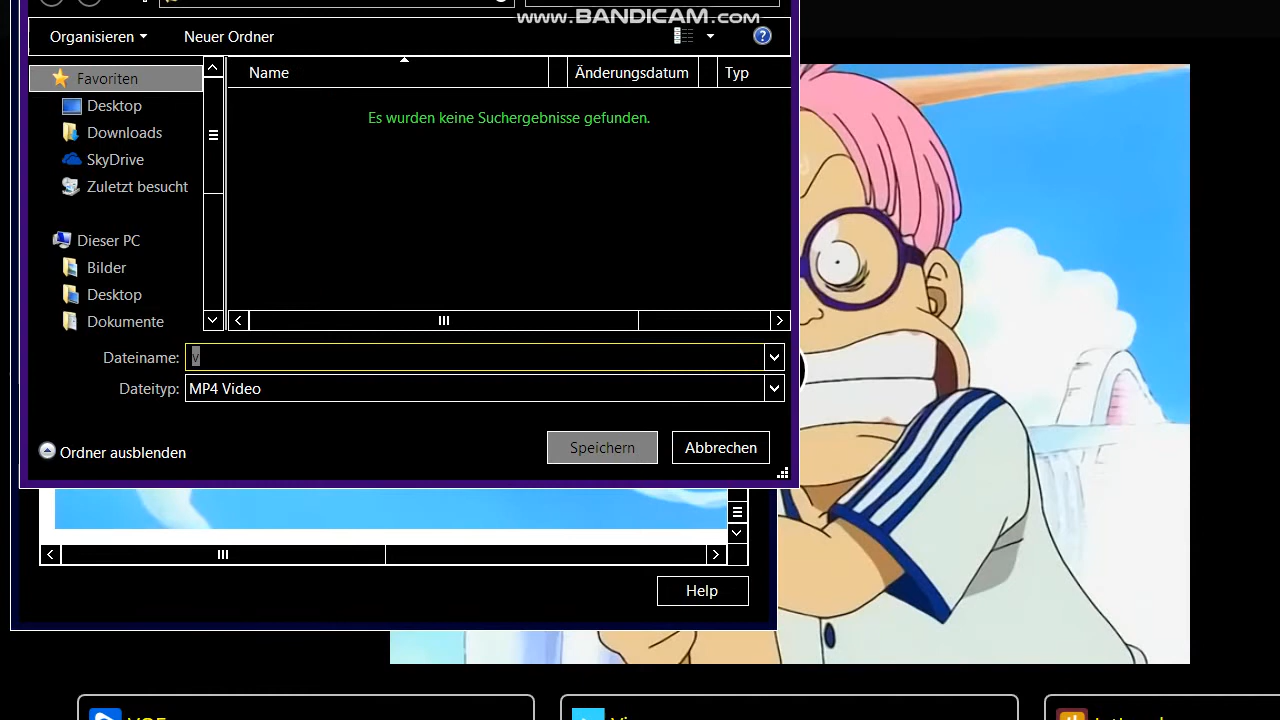 www.BANDICAM.com
Organisieren
Neuer Ordner
Favoriten
Desktop
Downloads
SkyDrive
Zuletzt besucht
Dieser PC
Bilder
Desktop
Dokumente
Name
Änderungsdatum
Typ
Es wurden keine Suchergebnisse gefunden.
Dateiname: v
Dateityp: MP4 Video
Ordner ausblenden
Speichern
Abbrechen
Help